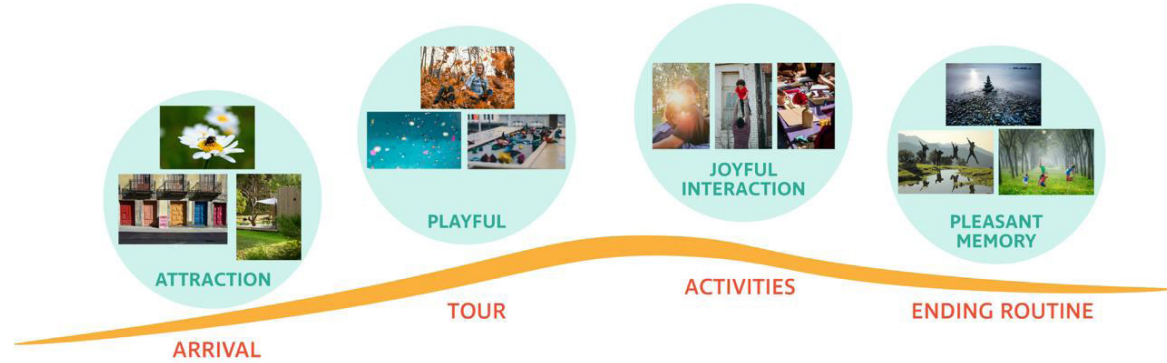 ATTRACTION
ARRIVAL
PLAYFUL
TOUR
JOYFUL
INTERACTION
ACTIVITIES
PLEASANT
MEMORY
ENDING ROUTINE